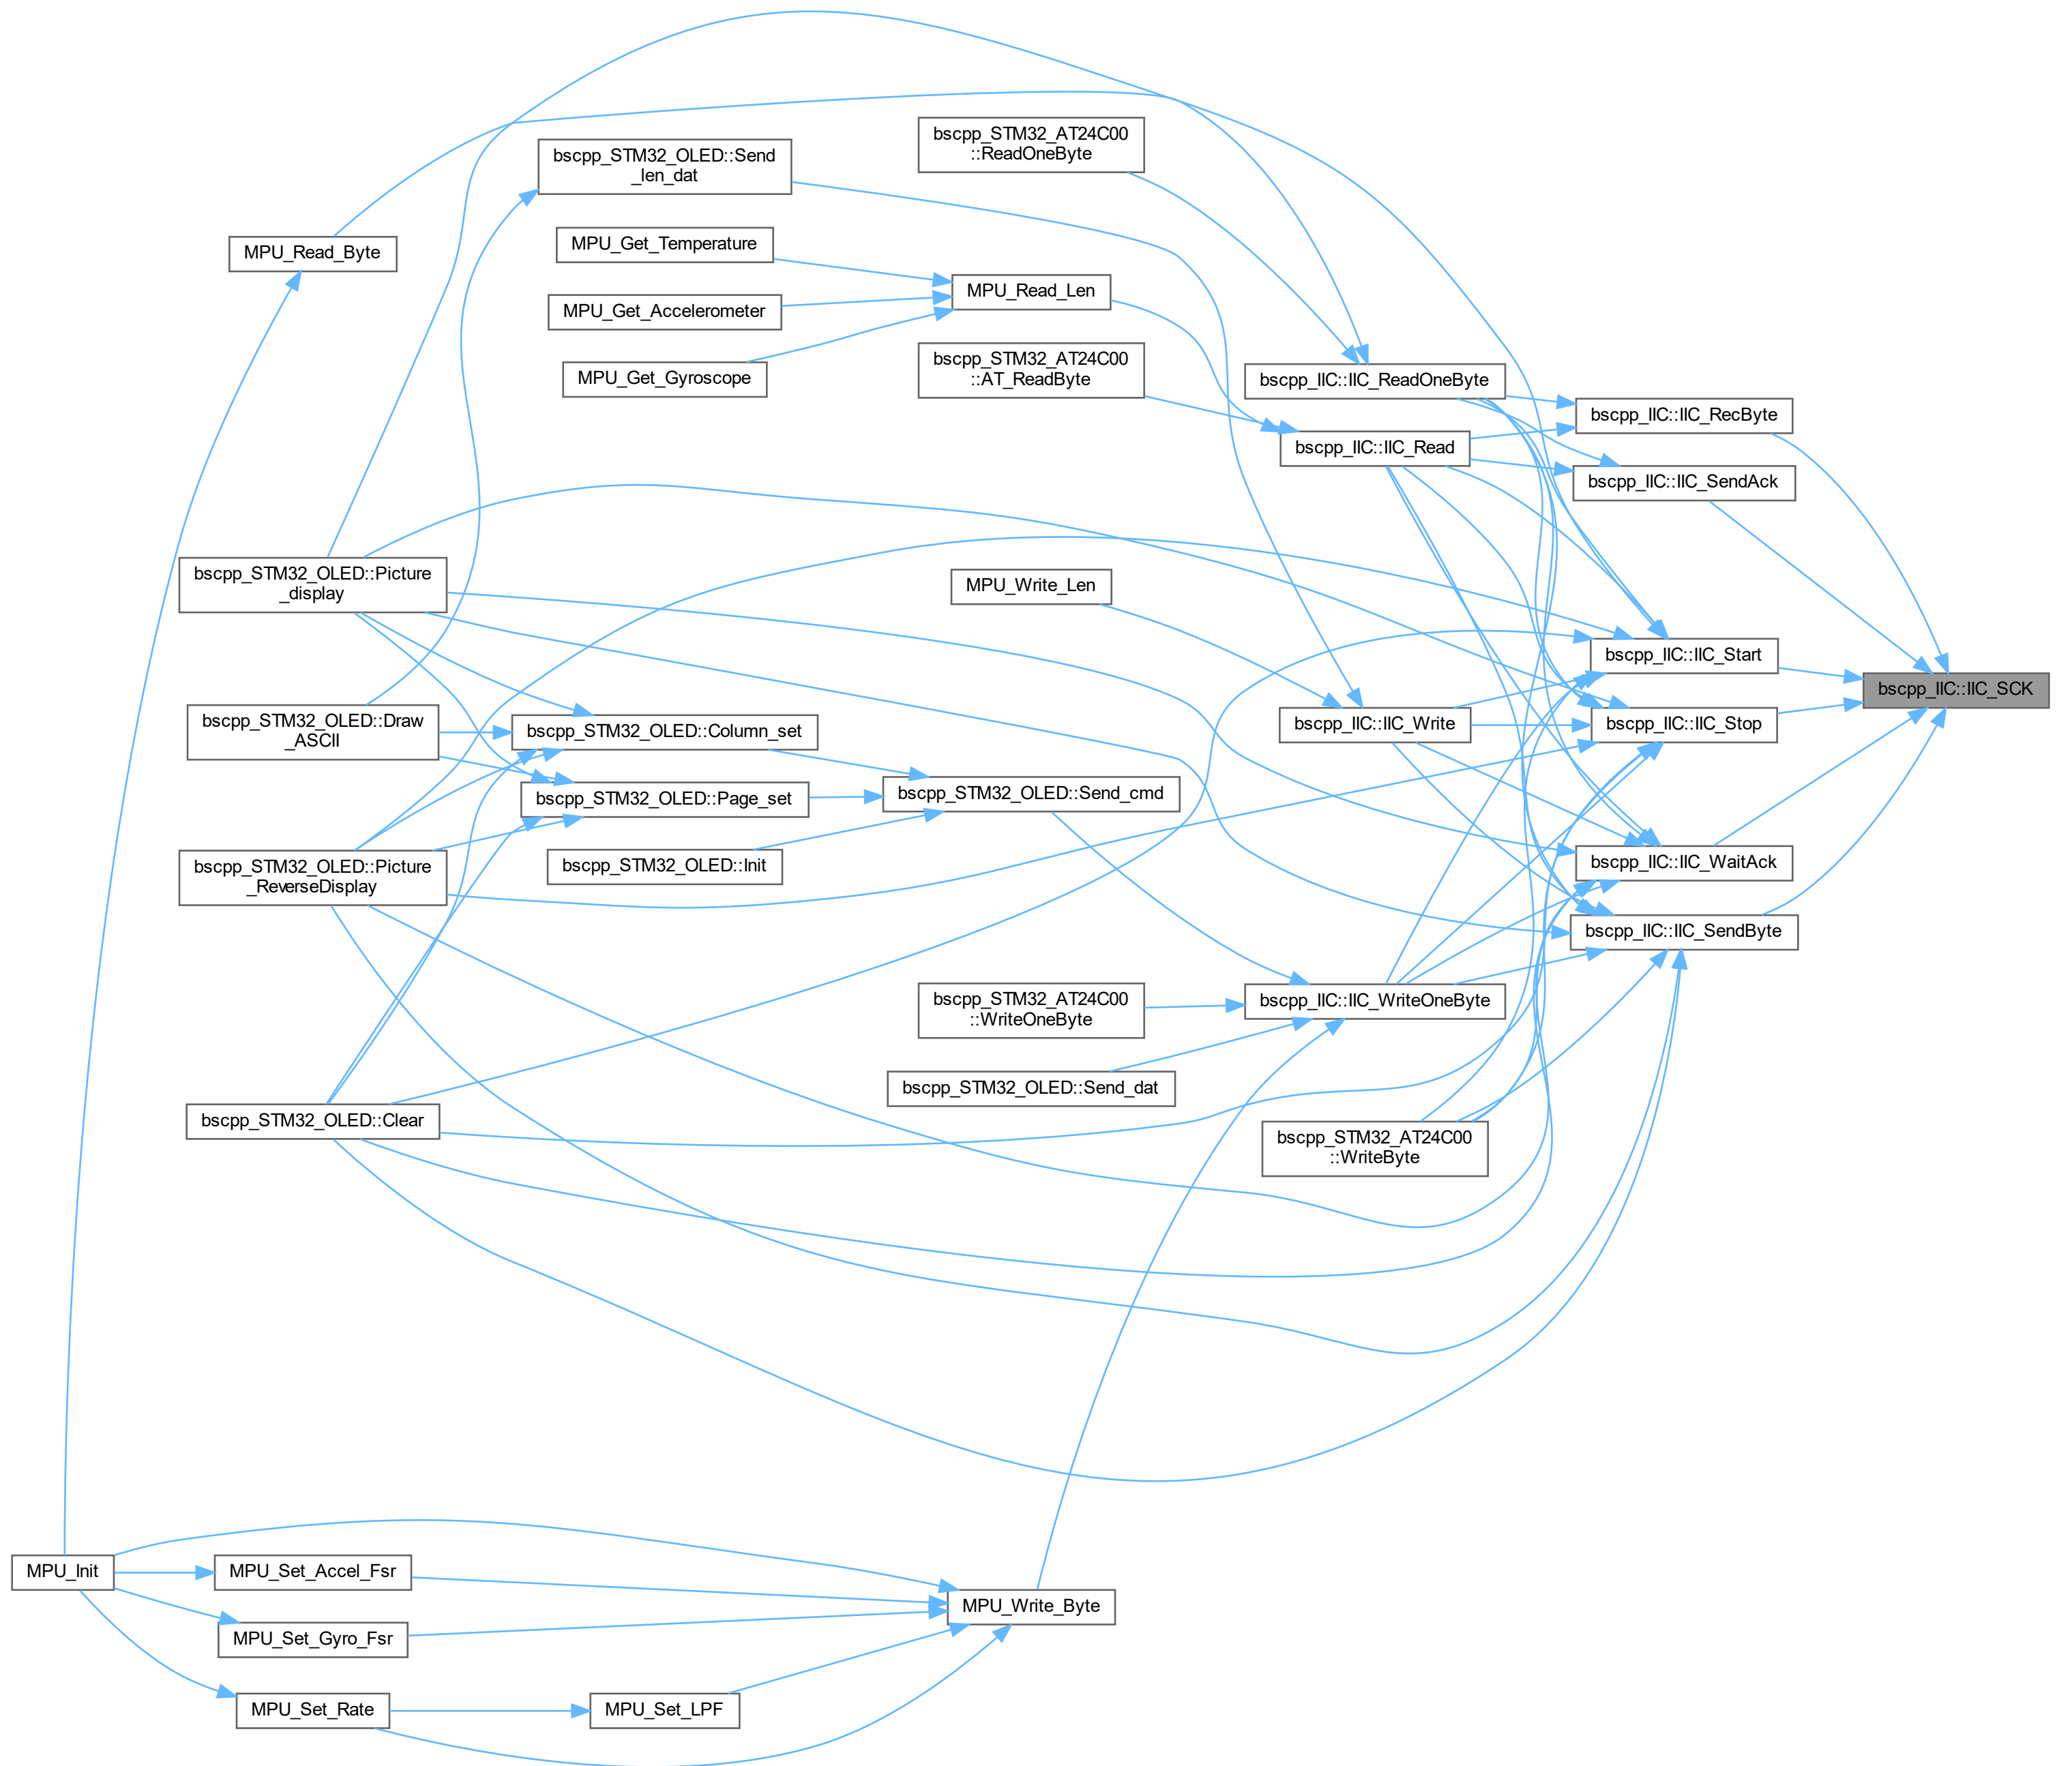 bscpp_STM32_AT24C00
::ReadOneByte
bscpp_STM32_OLED::Send
_len_dat
MPU_Read_Byte
MPU_Get_Temperature
MPU_Read_Len
MPU_Get_Accelerometer
MPU_Get_Gyroscope
bscpp_STM32_AT24C00
::AT_ReadByte
bscpp_IIC::IIC_ReadOneByte
bscpp_IIC::IIC_RecByte
bscpp_IIC::IIC_Read
bscpp_IIC::IIC_SendAck
bscpp_STM32_OLED::Picture
_display
MPU_Write_Len
bscpp_IIC::IIC_Start
bscpp_IIC::IIC_SCK
bscpp_STM32_OLED::Draw
_ASCII
bscpp_STM32_OLED::Column_set
bscpp_IIC::IIC_Write
bscpp_IIC::IIC_Stop
bscpp_STM32_OLED::Page_set
bscpp_STM32_OLED::Send_cmd
bscpp_STM32_OLED::Picture
_ReverseDisplay
bscpp_STM32_OLED::Init
bscpp_IIC::IIC_WaitAck
bscpp_IIC::IIC_SendByte
bscpp_STM32_AT24C00
::WriteOneByte
bscpp_IIC::IIC_WriteOneByte
bscpp_STM32_OLED::Send_dat
bscpp_STM32_OLED::Clear
bscpp_STM32_AT24C00
::WriteByte
MPU_Init
MPU_Set_Accel_Fsr
MPU_Write_Byte
MPU_Set_Gyro_Fsr
MPU_Set_Rate
MPU_Set_LPF